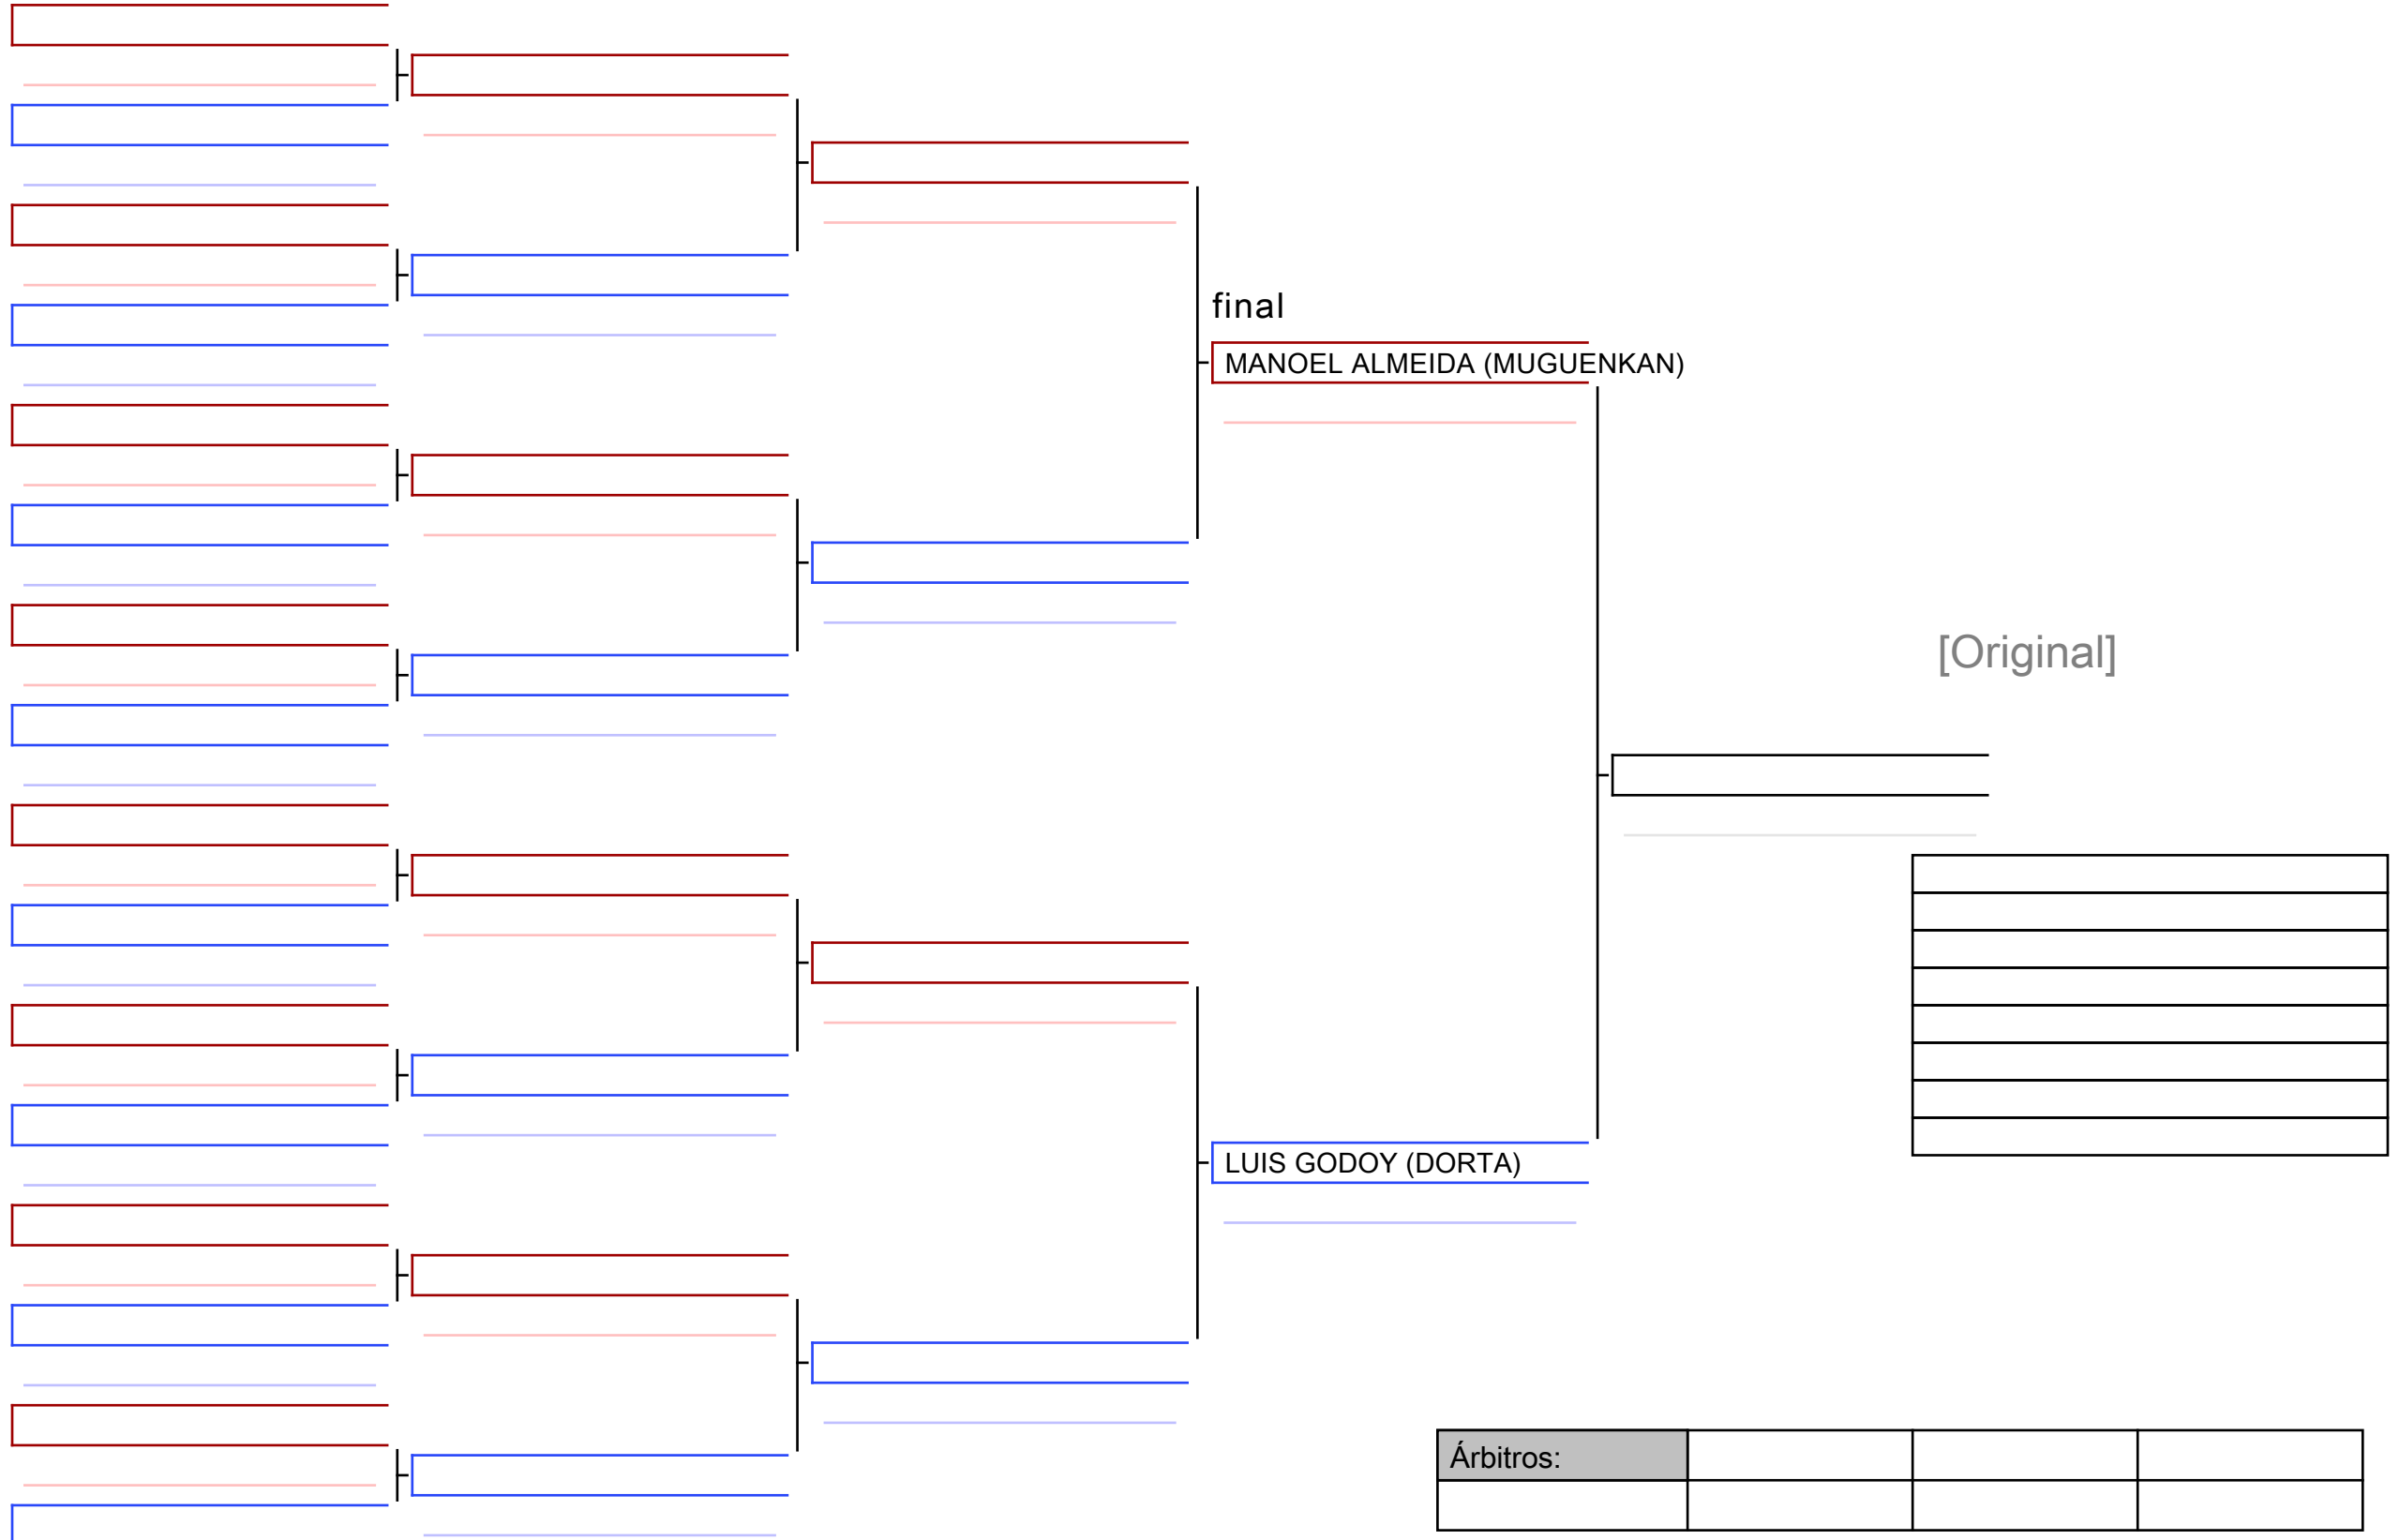 final
MANOEL ALMEIDA (MUGUENKAN)
[Original]
LUIS GODOY (DORTA)
Árbitros: